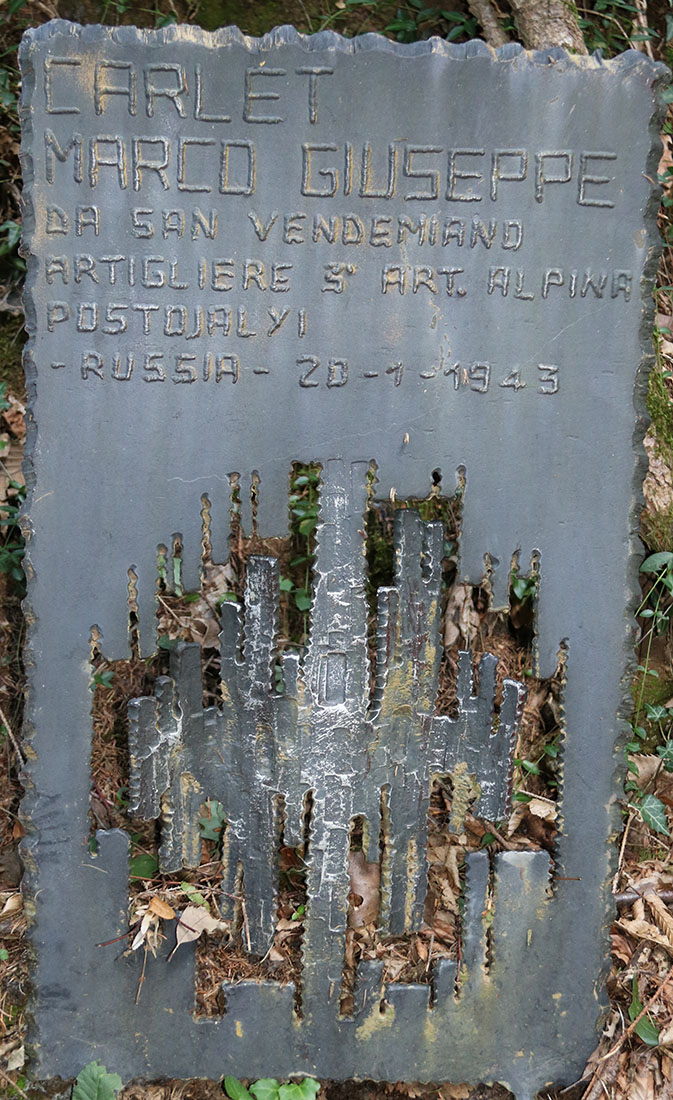 CARLET
MARCO GIUSEPPE
DA SAN VENDEMIANO
ARTIGLIERE 3° ART. ALPINA
POSTOJALYI
- RUSSIA - 20 - 1 - 1943